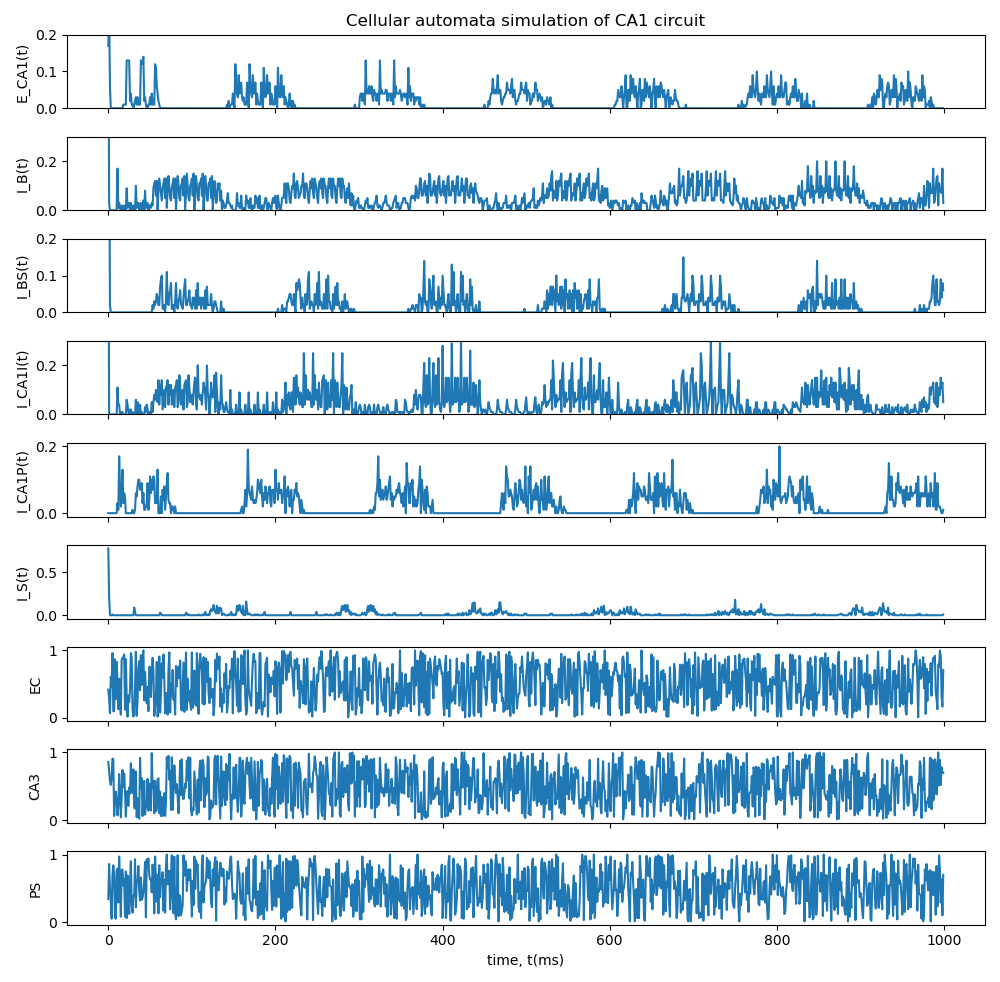 Cellular automata simulation of CA1 circuit
E_CA1(t)
0.2
0.1
0.0
I_B(t)
0.2
0.0
I_BS(t)
0.2
0.1
0.0
I_CA1I(t)
0.2
0.0
I_CA1P(t)
0.2
0.0
I_S(t)
0.5
0.0
EC
1
0
CA3
1
0
PS
1
0
0 200 400 600 800 1000
time, t(ms)